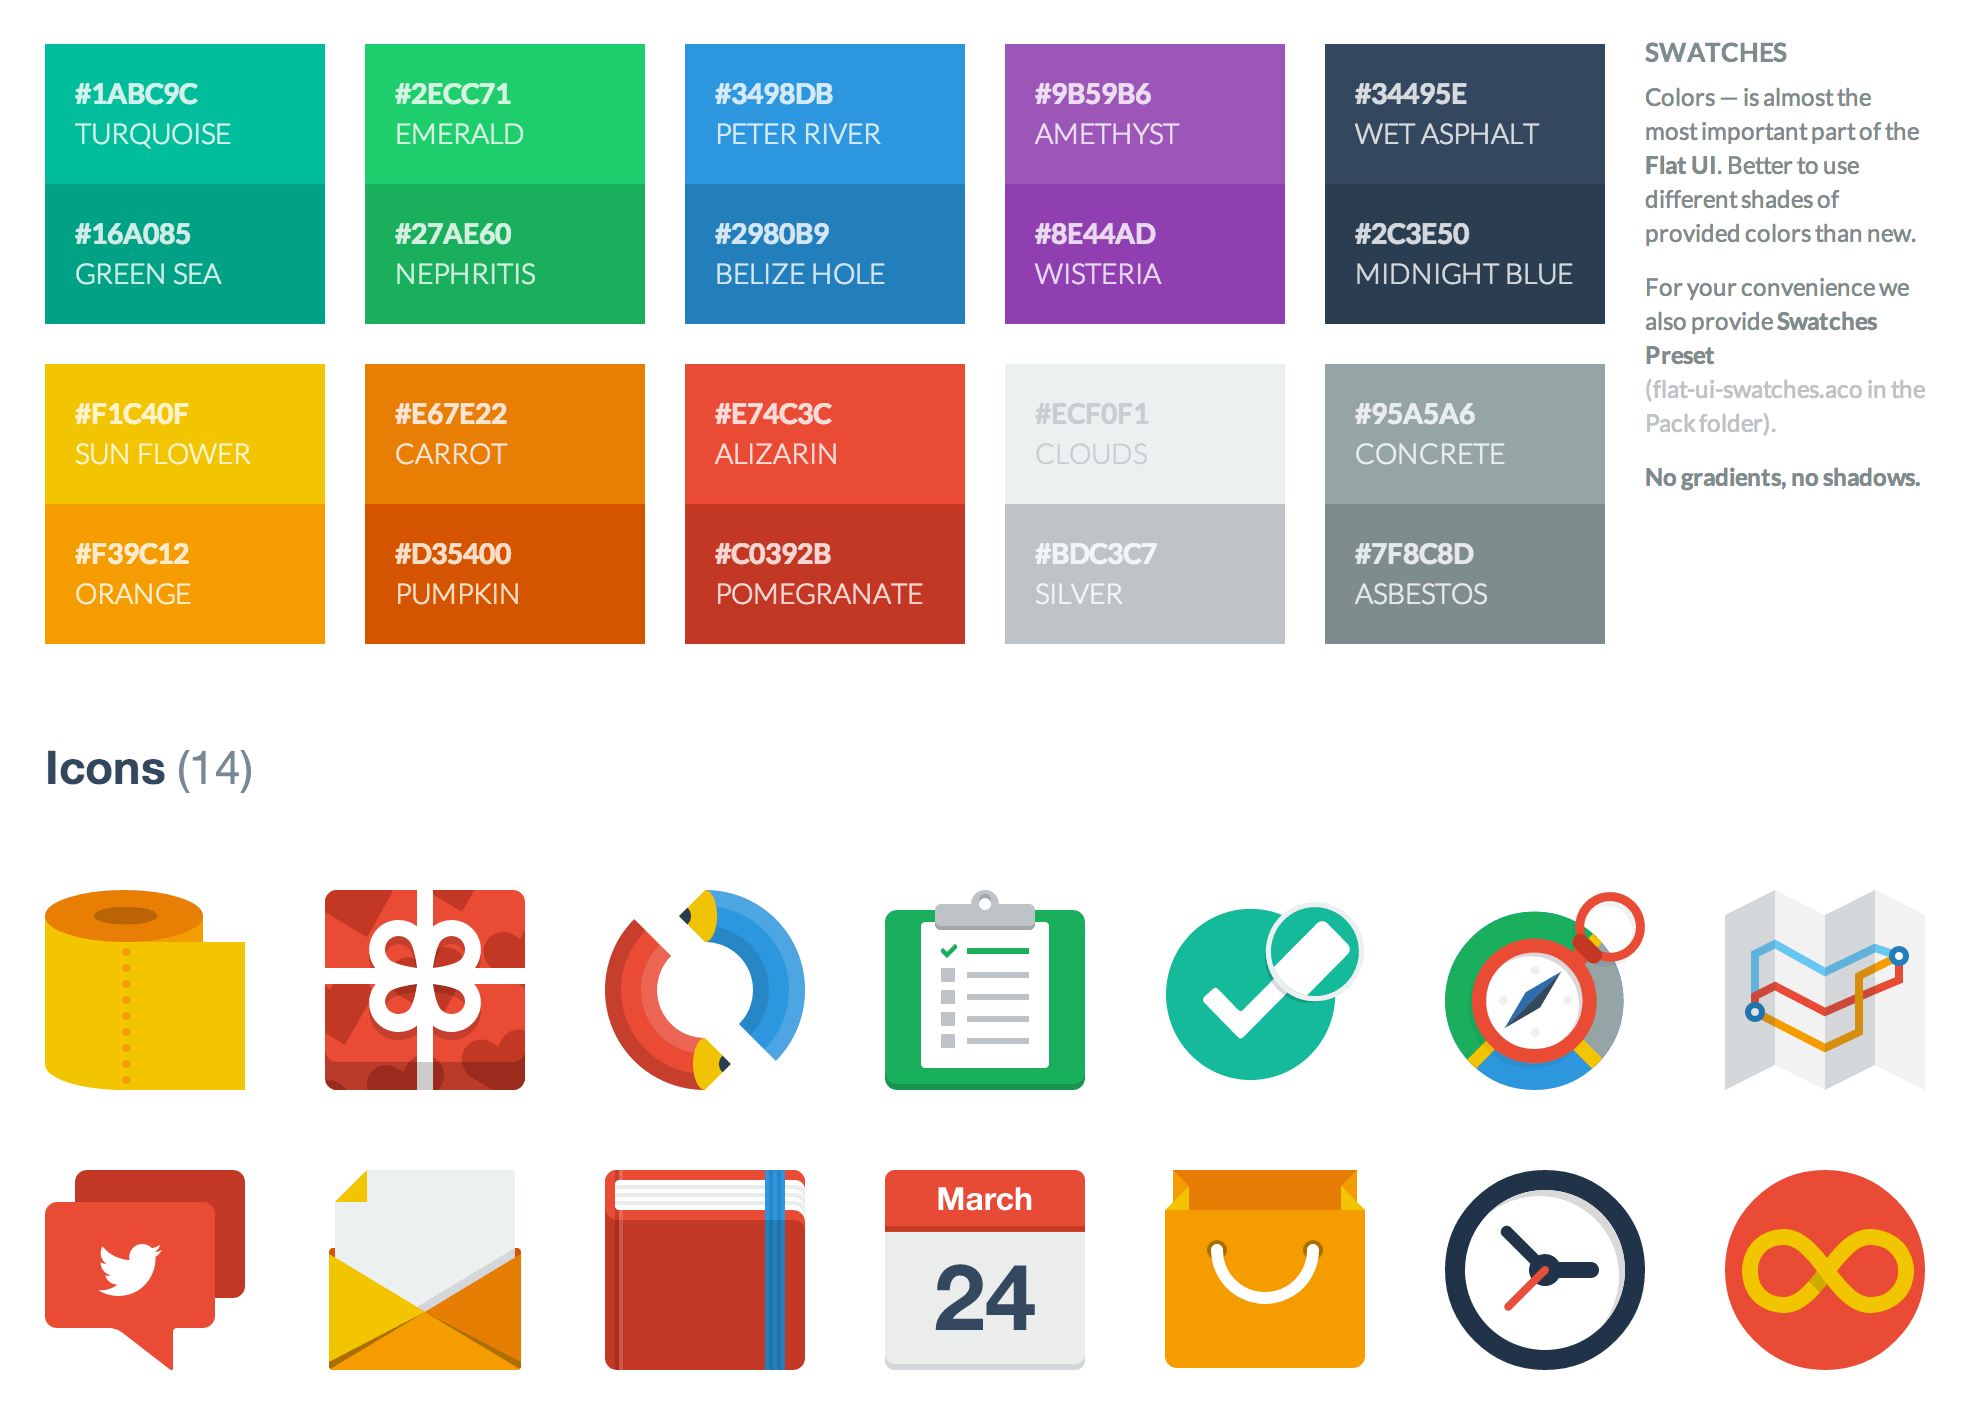 #1ABC9C
TURQUOISE
#16A085
GREEN SEA
#2ECC71
EMERALD
#27AE60
NEPHRITIS
#3498DB
PETER RIVER
#2980B9
BELIZE HOLE
#9B59B6
AMETHYST
#8E44AD
WISTERIA
#34495E
WET ASPHALT
#2C3E50
MIDNIGHT BLUE
#F1C40F
SUN FLOWER
#F39C12
ORANGE
#E67E22
CARROT
#D35400
PUMPKIN
#E74C3C
ALIZARIN
#C0392B
POMEGRANATE
#ECF0F1
CLOUDS
#BDC3C7
SILVER
#95A5A6
CONCRETE
#7F8C8D
ASBESTOS
SWATCHES
Colors — is almost the
most important part of the
Flat UI. Better to use
different shades of
provided colors than new.
For your convenience we
also provide Swatches
Preset
(flat-ui-swatches.aco in the
Pack folder).
No gradients, no shadows.
Icons (14)
March
24